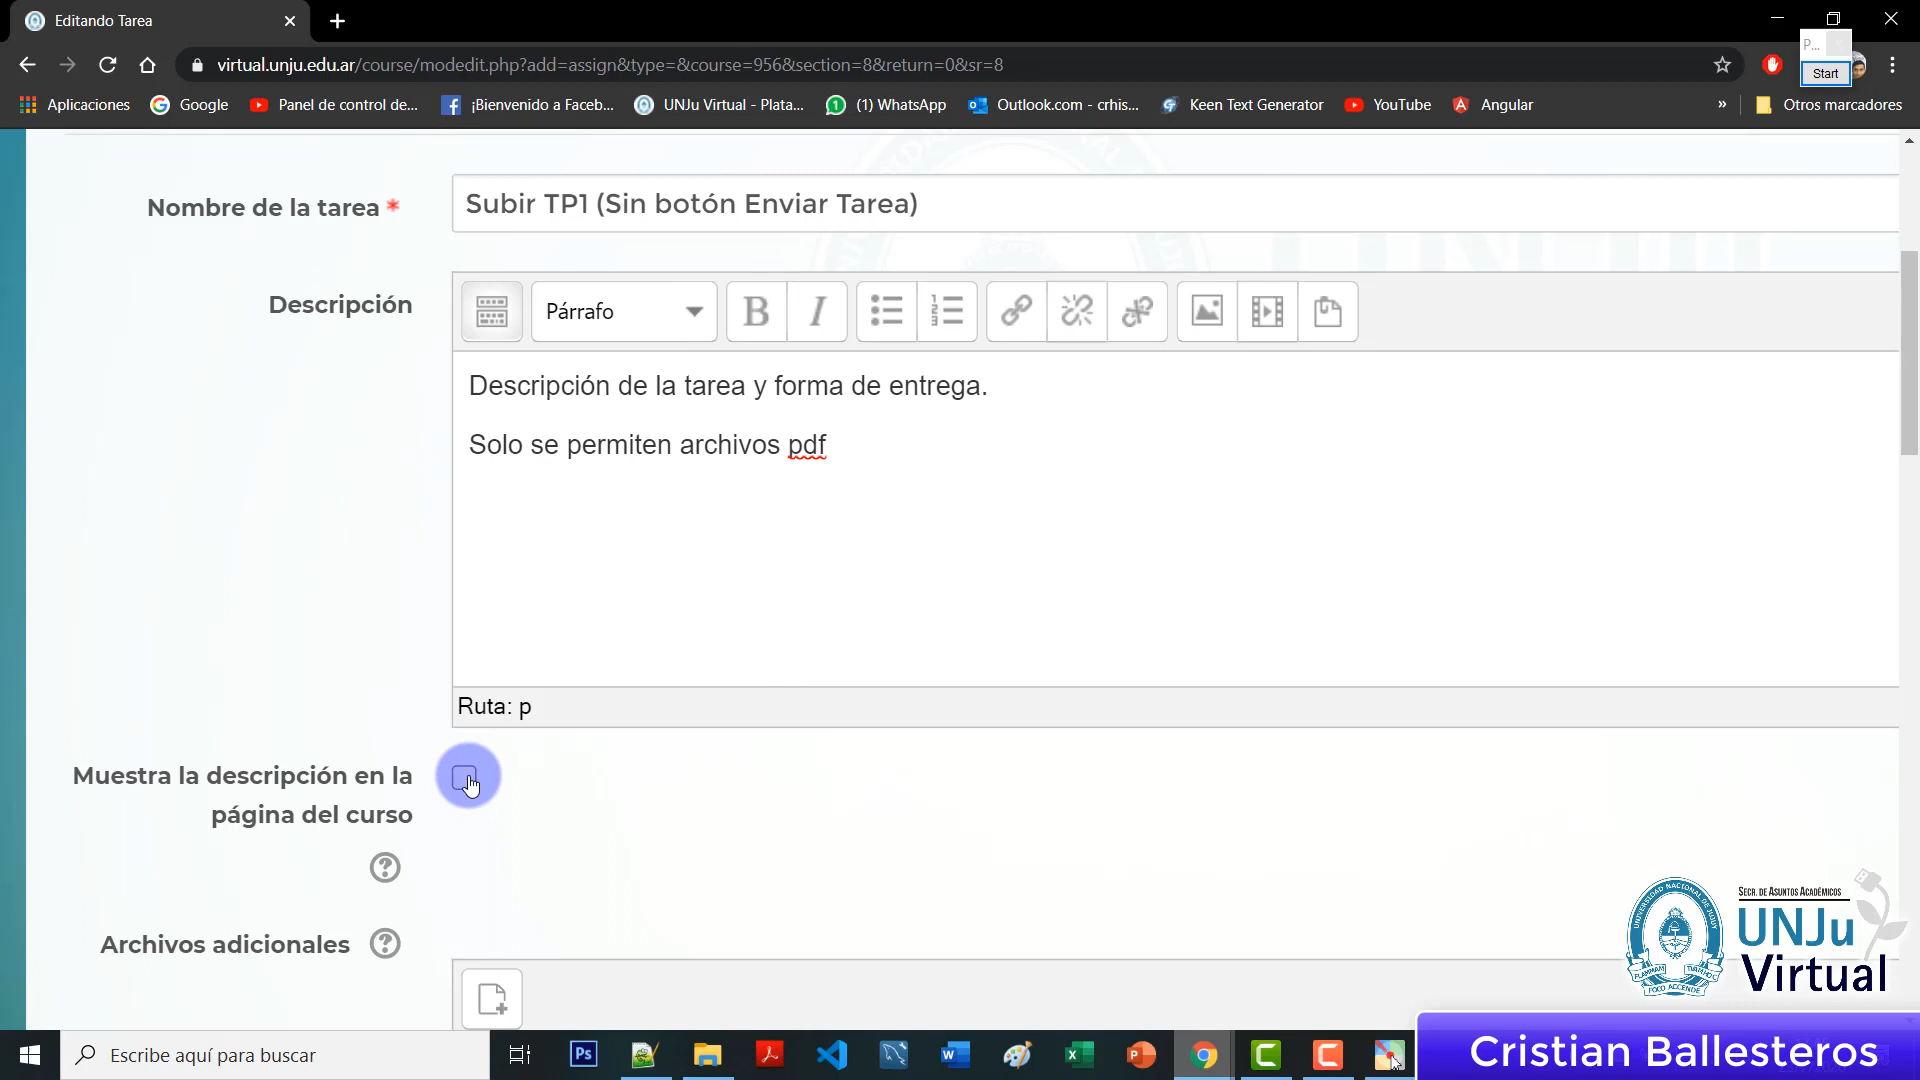 Editando Tarea
P...
Start
virtual.unju.edu.ar/course/modedit.php?add=assign&type=&course=956&section=8&return=0&sr=8
Aplicaciones
Google
Panel de control de...
¡Bienvenido a Faceb...
UNJu Virtual - Plata...
(1) WhatsApp
Outlook.com - crhis...
Keen Text Generator
YouTube
Angular
»
Otros marcadores
Nombre de la tarea *
Subir TP1 (Sin botón Enviar Tarea)
Descripción
Párrafo
B
I
Descripción de la tarea y forma de entrega.
Solo se permiten archivos pdf
Ruta: p
Muestra la descripción en la
página del curso
Archivos adicionales
UNIVERSIDAD NACIONAL DE JUJUY
SECR. DE ASUNTOS ACADÉMICOS
UNJu
Virtual
Escribe aquí para buscar
Cristian Ballesteros